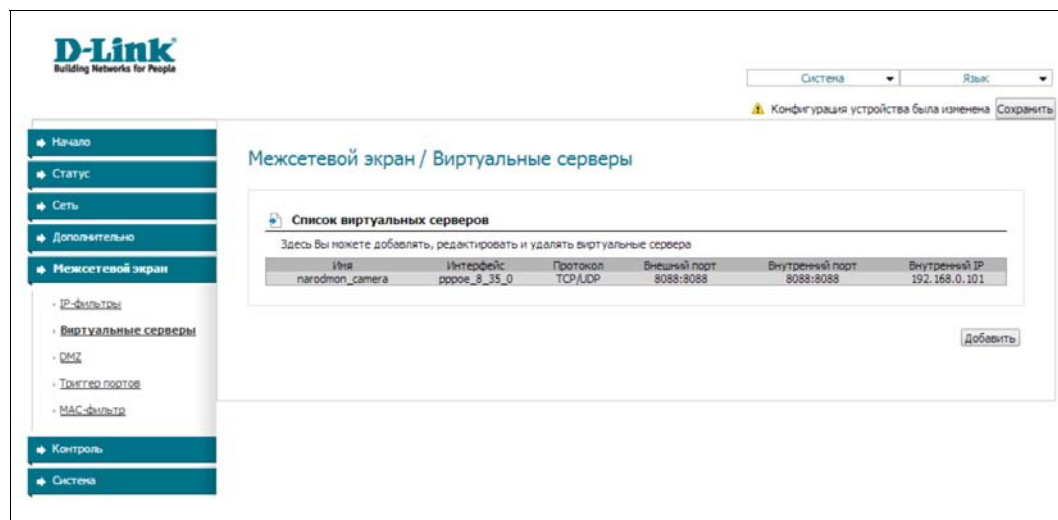 D-Link
Building Networks for People
Система Язык
Конфигурация устройства была изменена Сохранить
Начало
Статус
Сеть
Дополнительно
Межсетевой экран
IP-фильтры
Виртуальные серверы
DMZ
Триггер портов
MAC-фильтр
Контроль
Система
Межсетевой экран / Виртуальные серверы
Список виртуальных серверов
Здесь Вы можете добавлять, редактировать и удалять виртуальные сервера
Имя Интерфейс Протокол Внешний порт Внутренний порт Внутренний IP
narodmon_camera pppoe_8_35_0 TCP/UDP 8088:8088 8088:8088 192.168.0.101
Добавить